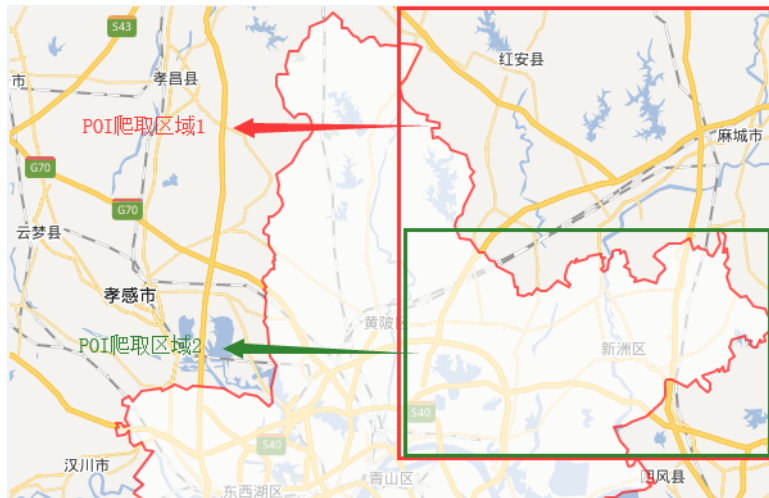 S43
红安县
市
孝昌县
POI爬取区域1
麻城市
G70
G70
云梦县
孝感市
黄陂区
POI爬取区域2
新洲区
S40
S40
汉川市
青山区
东西湖区
团风县